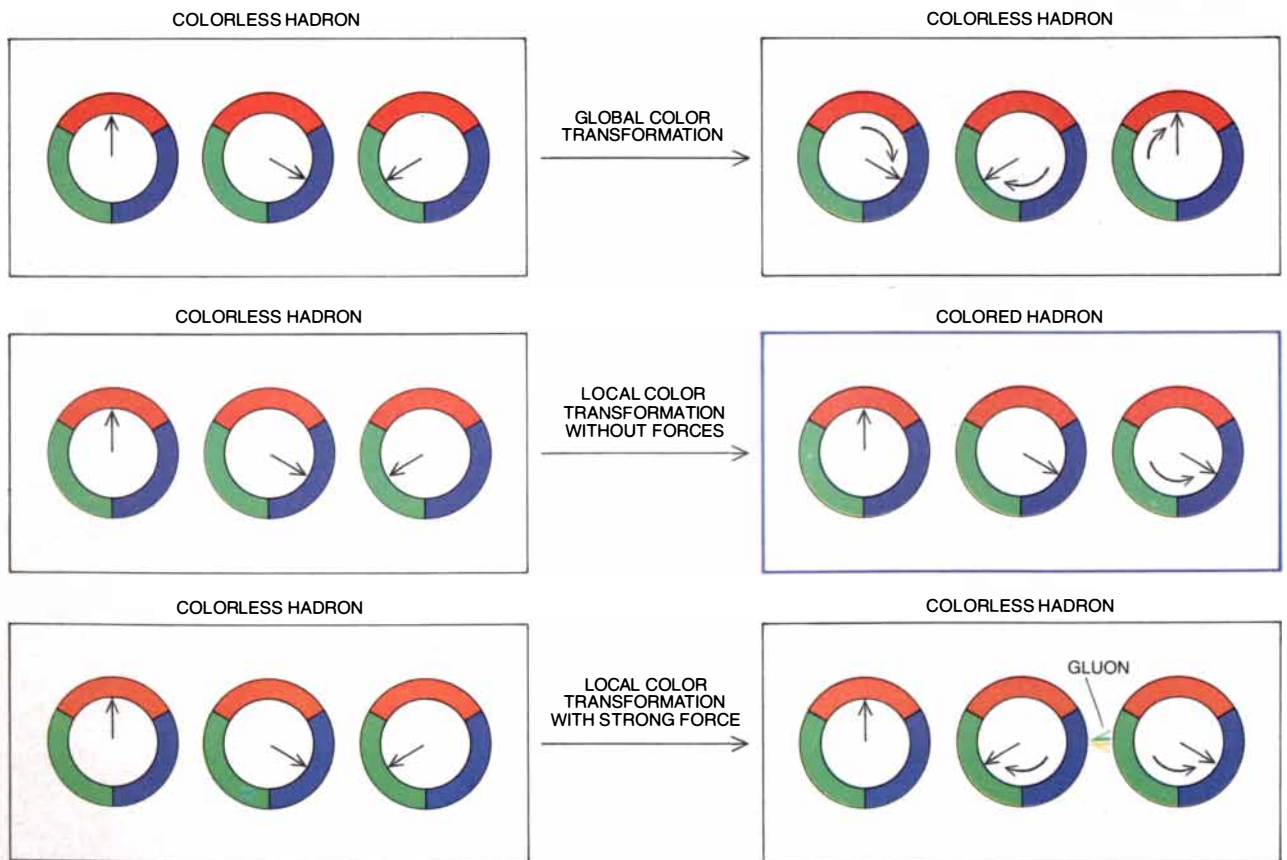 COLORLESS HADRON
COLORLESS HADRON
GLOBAL COLOR
TRANSFORMATION
COLORLESS HADRON
COLORED HADRON
LOCAL COLOR
TRANSFORMATION
WITHOUT FORCES
COLORLESS HADRON
COLORLESS HADRON
LOCAL COLOR
TRANSFORMATION
WITH STRONG FORCE
GLUON